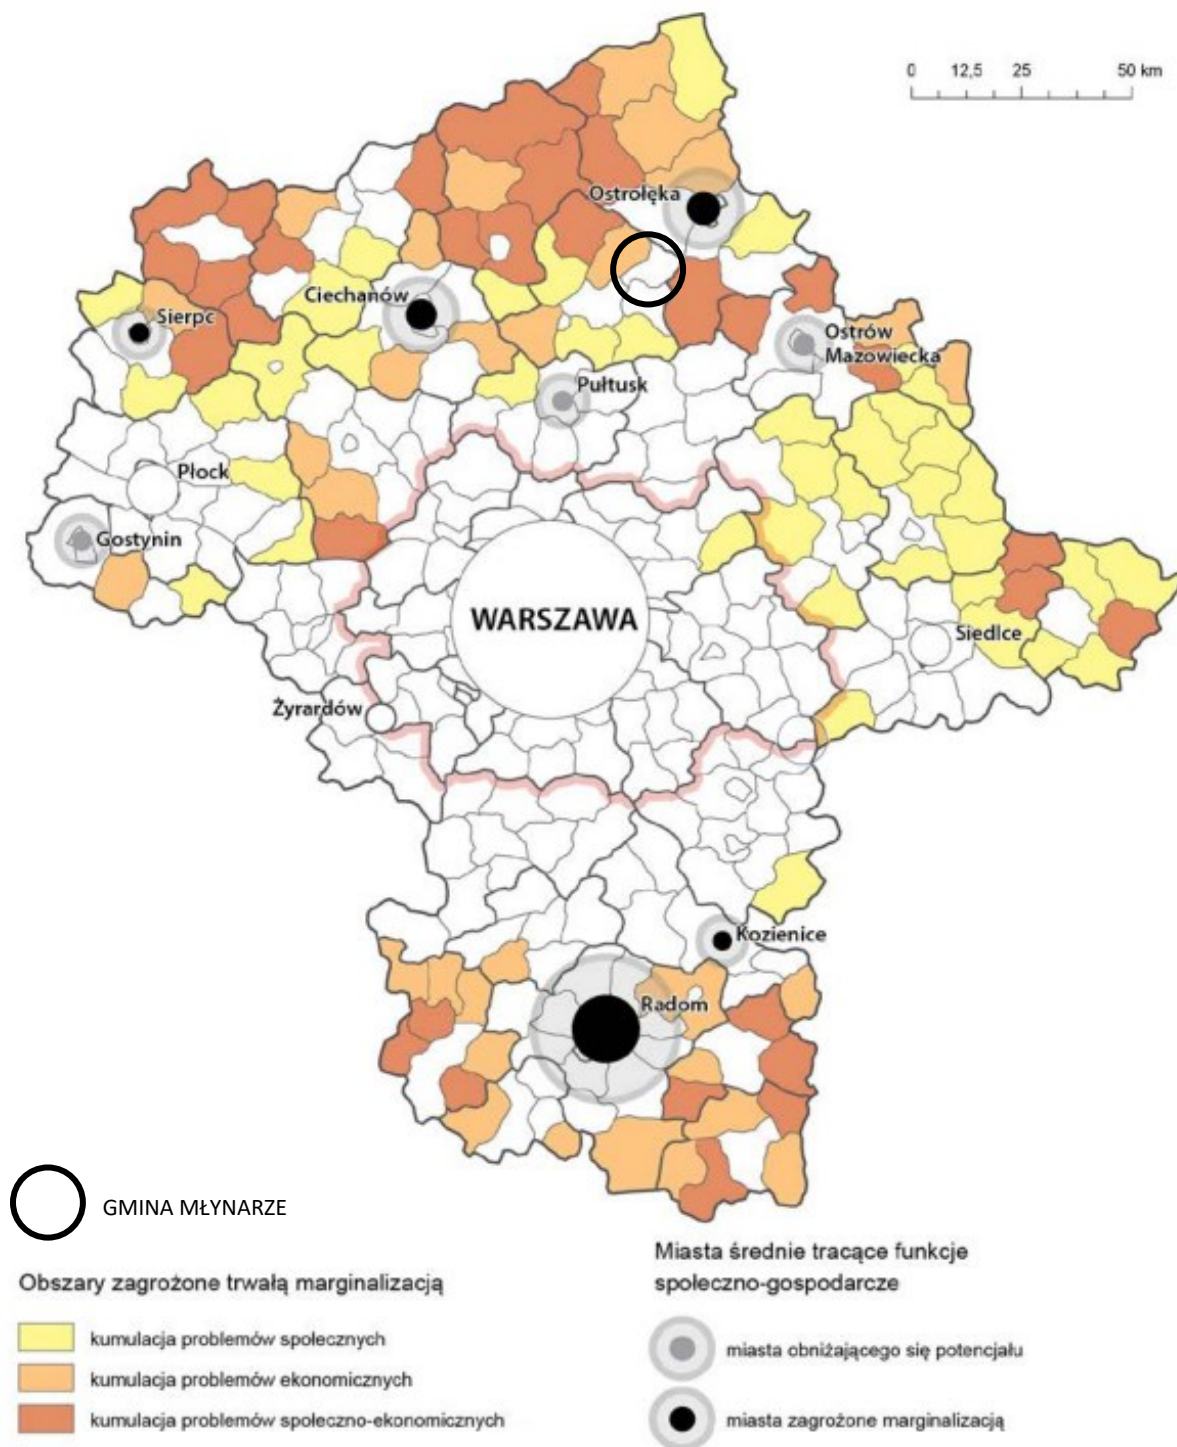 0 12,5 25 50 km
Ostrołęka
Ciechanów
Sierpc
Ostrów
Mazowiecka
Pułtusk
Płock
Gostynin
WARSZAWA
Siedlce
Żyrardów
Kozienice
Radom
GMINA MŁYNARZE
Obszary zagrożone trwałą marginalizacją
kumulacja problemów społecznych
kumulacja problemów ekonomicznych
kumulacja problemów społeczno-ekonomicznych
Miasta średnie tracące funkcje
społeczno-gospodarcze
miasta obniżającego się potencjału
miasta zagrożone marginalizacją